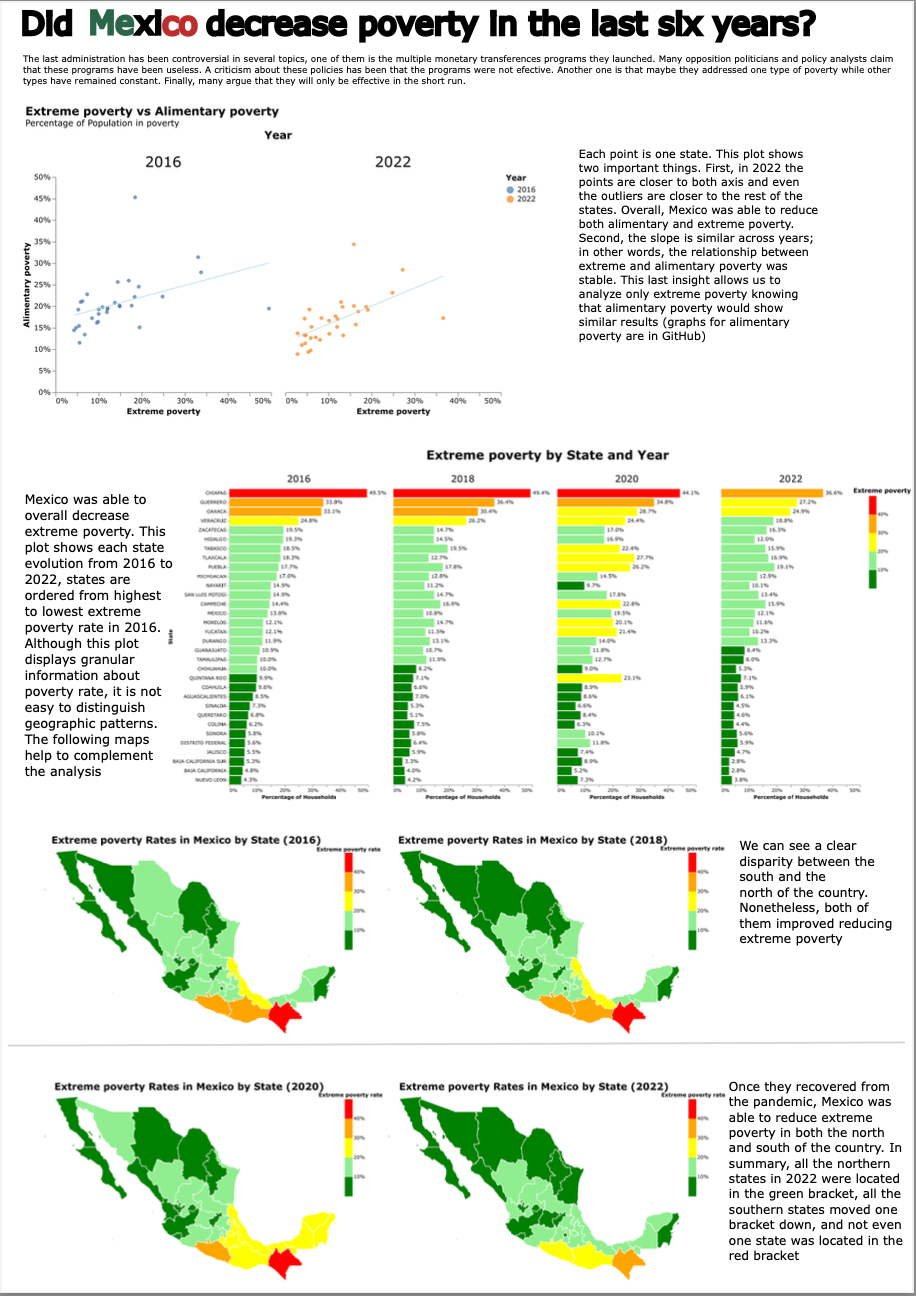 Did Mexico decrease poverty in the last six years?
The last administration has been controversial in several topics, one of them is the multiple monetary transferences programs they launched. Many opposition politicians and policy analysts claim
that these programs have been useless. A criticism about these policies has been that the programs were not efective. Another one is that maybe they addressed one type of poverty while other
types have remained constant. Finally, many argue that they will only be effective in the short run.
Extreme poverty vs Alimentary poverty
Percentage of Population in poverty
Year
2016 2022
50%
45%
40%
35%
30%
25%
20%
15%
10%
5%
0%
Alimentary poverty
0% 10% 20% 30% 40% 50%
0% 10% 20% 30% 40% 50%
Extreme poverty Extreme poverty
Year
2016
2022
Each point is one state. This plot shows
two important things. First, in 2022 the
points are closer to both axis and even
the outliers are closer to the rest of the
states. Overall, Mexico was able to reduce
both alimentary and extreme poverty.
Second, the slope is similar across years;
in other words, the relationship between
extreme and alimentary poverty was
stable. This last insight allows us to
analyze only extreme poverty knowing
that alimentary poverty would show
similar results (graphs for alimentary
poverty are in GitHub)
Mexico was able to
overall decrease
extreme poverty. This
plot shows each state
evolution from 2016 to
2022, states are
ordered from highest
to lowest extreme
poverty rate in 2016.
Although this plot
displays granular
information about
poverty rate, it is not
easy to distinguish
geographic patterns.
The following maps
help to complement
the analysis
Extreme poverty by State and Year
2016 2018 2020 2022
State
CHIAPAS 49.5% 49.4% 44.1% 36.6%
GUERRERO 33.8% 36.4% 34.8% 27.2%
OAXACA 33.1% 30.4% 28.7% 24.9%
VERACRUZ 24.8% 26.2% 24.4% 18.8%
ZACATECAS 19.5% 14.7% 17.0% 16.3%
HIDALGO 19.3% 14.5% 16.9% 12.0%
TABASCO 18.5% 19.5% 22.4% 15.9%
TLAXCALA 18.3% 12.7% 27.7% 16.9%
PUEBLA 17.7% 17.8% 26.2% 19.1%
MICHOACAN 17.0% 12.8% 14.5% 12.9%
NAYARIT 14.9% 11.2% 9.7% 10.1%
SAN LUIS POTOSI 14.9% 14.7% 17.8% 13.4%
CAMPECHE 14.4% 16.9% 22.8% 15.9%
MEXICO 13.8% 10.8% 19.5% 12.1%
MORELOS 12.1% 14.7% 20.1% 11.6%
YUCATAN 12.1% 11.5% 21.4% 10.2%
DURANGO 11.9% 13.1% 14.0% 13.3%
GUANAJUATO 10.9% 10.7% 11.8% 8.4%
TAMAULIPAS 10.0% 11.9% 12.7% 8.0%
CHIHUAHUA 10.0% 8.2% 9.0% 5.3%
QUINTANA ROO 9.9% 7.1% 23.1% 7.1%
COAHUILA 9.6% 6.6% 8.9% 5.9%
AGUASCALIENTES 8.5% 7.0% 8.6% 6.1%
SINALOA 7.3% 5.3% 6.6% 4.5%
QUERETARO 6.8% 5.1% 8.4% 4.6%
COLIMA 6.2% 7.5% 6.3% 4.4%
SONORA 5.8% 5.8% 10.1% 5.6%
DISTRITO FEDERAL 5.6% 6.4% 11.8% 5.9%
JALISCO 5.5% 5.9% 7.4% 4.7%
BAJA CALIFORNIA SUR 5.3% 3.3% 8.9% 2.8%
BAJA CALIFORNIA 4.8% 4.0% 5.2% 2.8%
NUEVO LEON 4.3% 4.2% 7.3% 3.8%
0% 10% 20% 30% 40% 50%
0% 10% 20% 30% 40% 50%
0% 10% 20% 30% 40% 50%
0% 10% 20% 30% 40% 50%
Percentage of Households Percentage of Households Percentage of Households Percentage of Households
Extreme poverty
40%
30%
20%
10%
Extreme poverty Rates in Mexico by State (2016)
Extreme poverty rate
40%
30%
20%
10%
Extreme poverty Rates in Mexico by State (2018)
Extreme poverty rate
40%
30%
20%
10%
We can see a clear
disparity between the
south and the
north of the country.
Nonetheless, both of
them improved reducing
extreme poverty
Extreme poverty Rates in Mexico by State (2020)
Extreme poverty rate
40%
30%
20%
10%
Extreme poverty Rates in Mexico by State (2022)
Extreme poverty rate
40%
30%
20%
10%
Once they recovered from
the pandemic, Mexico was
able to reduce extreme
poverty in both the north
and south of the country. In
summary, all the northern
states in 2022 were located
in the green bracket, all the
southern states moved one
bracket down, and not even
one state was located in the
red bracket